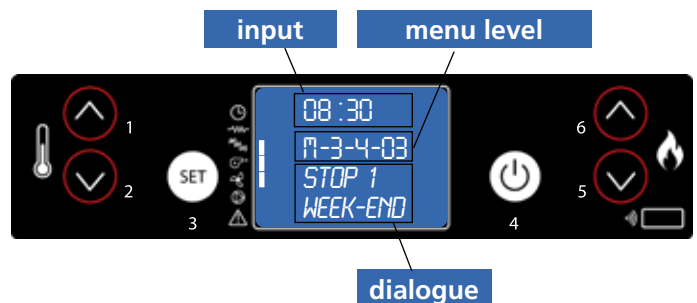 input menu level
1
08:30
6
M-3-4-03
SET
STOP 1
2
5
WEEK-END
3
4
dialogue